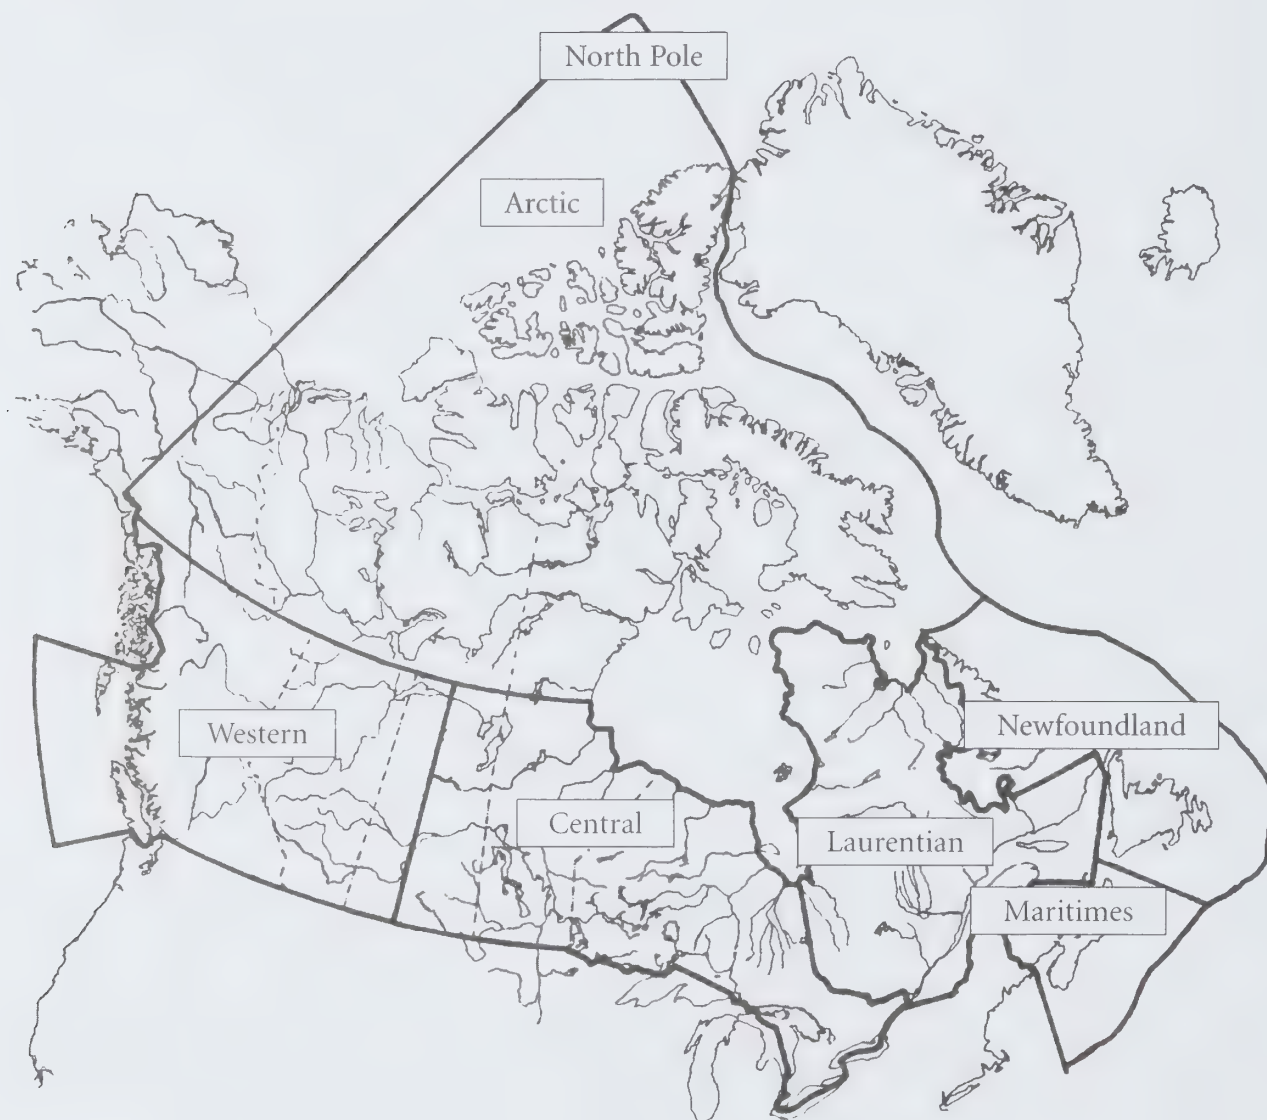 North Pole
Arctic
Newfoundland
Western
Central
Laurentian
Maritimes